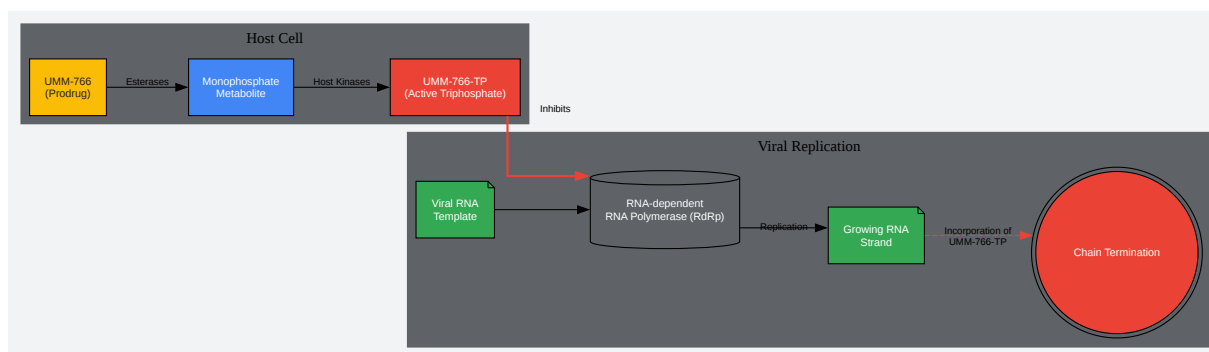 Host Cell
UMM-766
(Prodrug)
Esterases
Monophosphate
Metabolite
Host Kinases
UMM-766-TP
(Active Triphosphate)
Inhibits
Viral Replication
Viral RNA
Template
RNA-dependent
RNA Polymerase (RdRp)
Replication
Growing RNA
Strand
Incorporation of
UMM-766-TP
Chain Termination